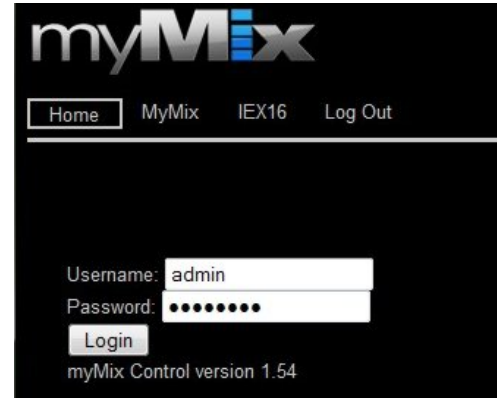 myMix
Home MyMix IEX16 Log Out
Username: admin
Password: ●●●●●●●●
Login
myMix Control version 1.54